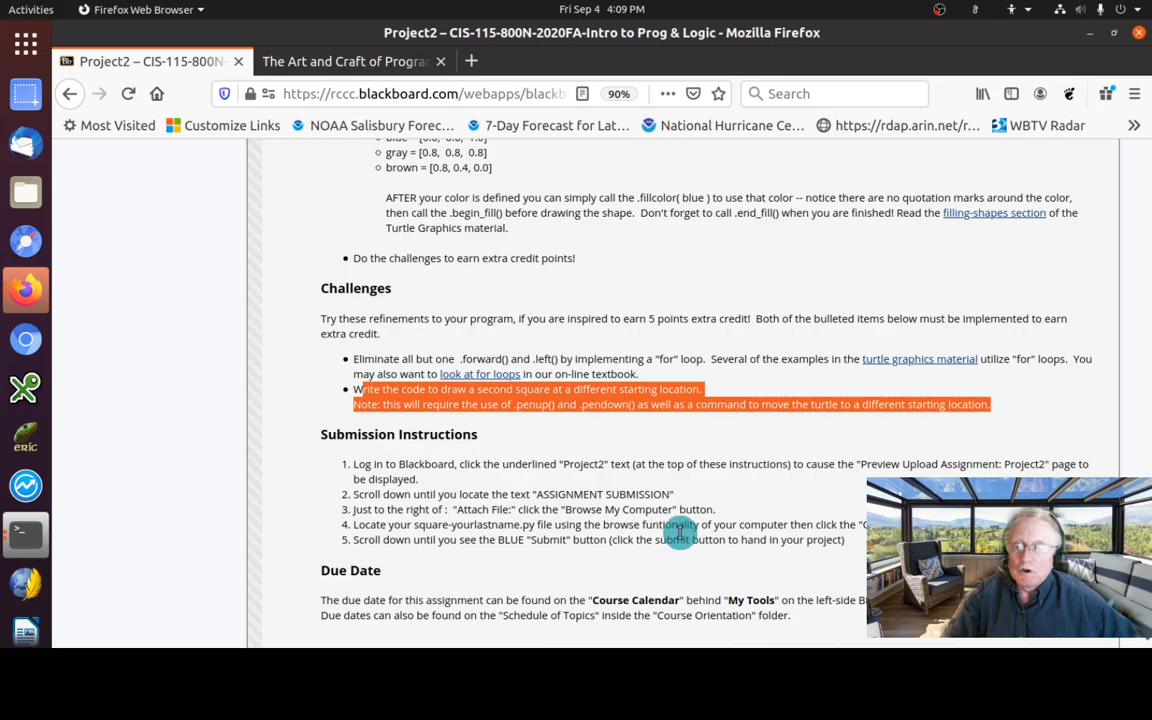 Activities
Firefox Web Browser
Fri Sep 4 4:09 PM
Project2 – CIS-115-800N-2020FA-Intro to Prog & Logic - Mozilla Firefox
Project2 – CIS-115-800N-
The Art and Craft of Progra
https://rccc.blackboard.com/webapps/blackb
90%
Search
Most Visited
Customize Links
NOAA Salisbury Forec…
7-Day Forecast for Lat…
National Hurricane Ce…
https://rdap.arin.net/r…
WBTV Radar
gray = [0.8, 0.8, 0.8]
brown = [0.8, 0.4, 0.0]
AFTER your color is defined you can simply call the .fillcolor( blue ) to use that color -- notice there are no quotation marks around the color,
then call the .begin_fill() before drawing the shape. Don't forget to call .end_fill() when you are finished! Read the filling-shapes section of the
Turtle Graphics material.
Do the challenges to earn extra credit points!
Challenges
Try these refinements to your program, if you are inspired to earn 5 points extra credit! Both of the bulleted items below must be implemented to earn
extra credit.
Eliminate all but one .forward() and .left() by implementing a "for" loop. Several of the examples in the turtle graphics material utilize "for" loops. You
may also want to look at for loops in our on-line textbook.
Write the code to draw a second square at a different starting location.
Note: this will require the use of .penup() and .pendown() as well as a command to move the turtle to a different starting location.
Submission Instructions
1. Log in to Blackboard, click the underlined "Project2" text (at the top of these instructions) to cause the "Preview Upload Assignment: Project2" page to
be displayed.
2. Scroll down until you locate the text "ASSIGNMENT SUBMISSION"
3. Just to the right of : "Attach File:" click the "Browse My Computer" button.
4. Locate your square-yourlastname.py file using the browse funtionality of your computer then click the "
5. Scroll down until you see the BLUE "Submit" button (click the submit button to hand in your project)
Due Date
The due date for this assignment can be found on the "Course Calendar" behind "My Tools" on the left-side
Due dates can also be found on the "Schedule of Topics" inside the "Course Orientation" folder.
eric